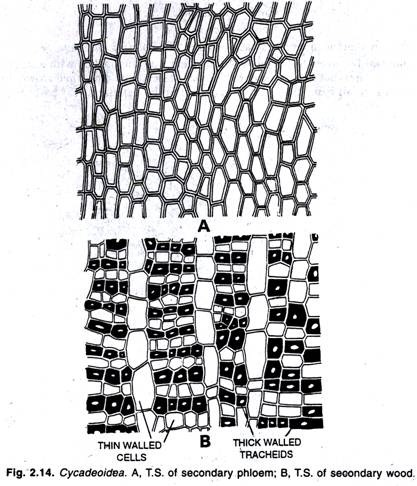 A
THIN WALLED
CELLS
B
THICK WALLED
TRACHEIDS
Fig. 2.14. Cycadeoidea. A, T.S. of secondary phloem; B, T.S. of secondary wood.